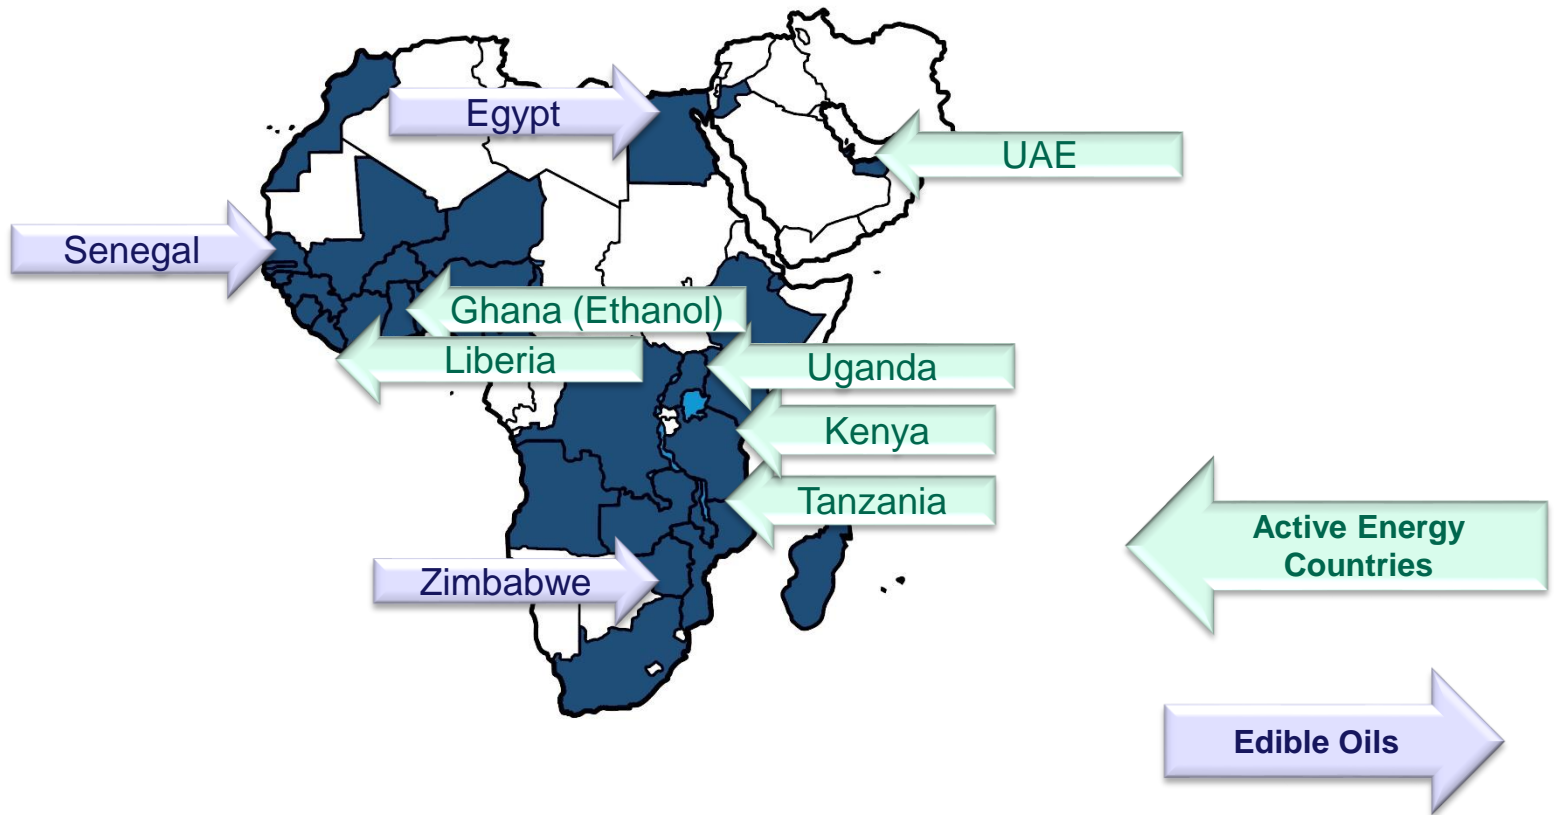 Egypt
UAE
Senegal
Ghana (Ethanol)
Liberia
Uganda
Kenya
Tanzania
Zimbabwe
Active Energy
Countries
Edible Oils